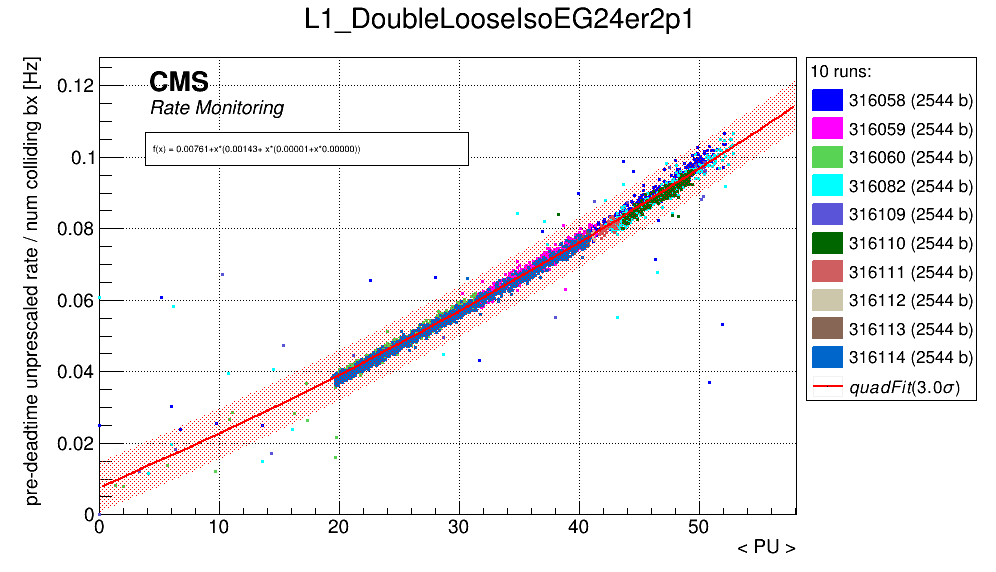 L1_DoubleLooseIsoEG24er2p1
pre-deadtime unprescaled rate / num colliding bx [Hz]
0.12
0.1
0.08
0.06
0.04
0.02
0
CMS
Rate Monitoring
f(x) = 0.00761+x*(0.00143+ x*(0.00001+x*0.00000))
0 10 20 30 40 50
< PU >
10 runs:
316058 (2544 b)
316059 (2544 b)
316060 (2544 b)
316082 (2544 b)
316109 (2544 b)
316110 (2544 b)
316111 (2544 b)
316112 (2544 b)
316113 (2544 b)
316114 (2544 b)
quadFit(3.0σ)